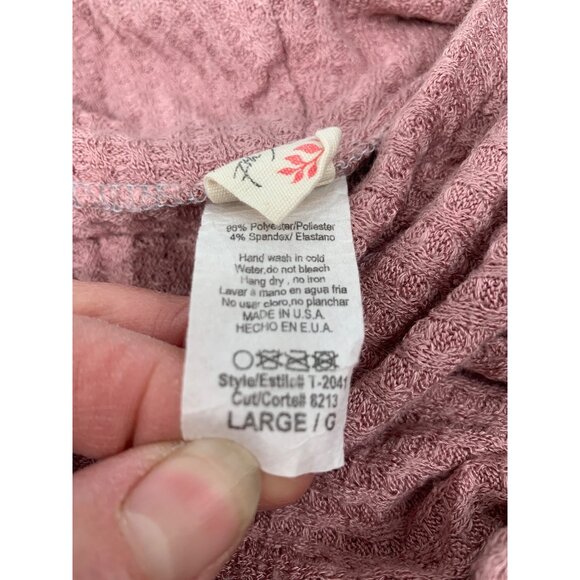 96% Polyester/Poliester
4% Spandex/ Elastano
Hand wash in cold
Water,do not bleach
Hang dry , no iron
Lavar a mano en agua fria
No user cloro,no planchar
MADE IN U.S.A.
HECHO EN E.U.A.
Style/Estilo# T-2041
Cut/Corte# 8213
LARGE / G